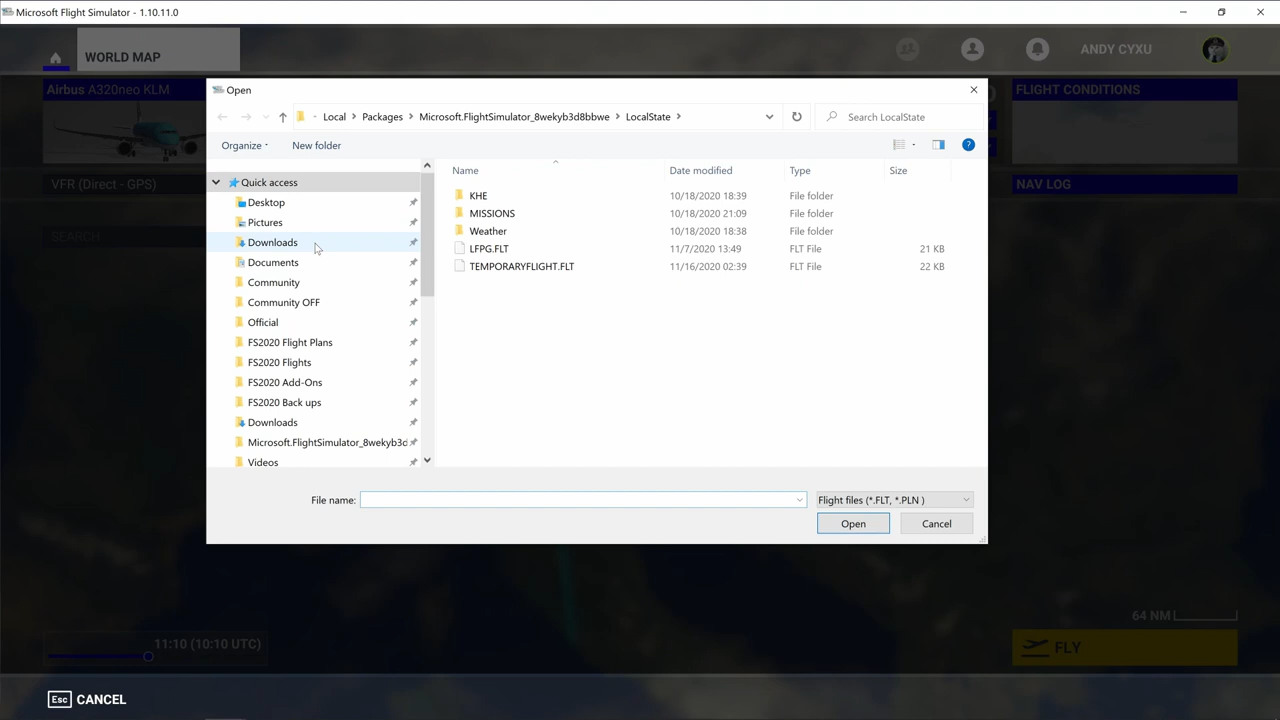 Microsoft Flight Simulator - 1.10.11.0
WORLD MAP
ANDY CYXU
Airbus A320neo KLM
VFR (Direct - GPS)
SEARCH
FLIGHT CONDITIONS
NAV LOG
Open
Local
Packages
Microsoft.FlightSimulator_8wekyb3d8bbwe
LocalState
Search LocalState
Organize
New folder
Name
Date modified
Type
Size
Quick access
Desktop
Pictures
Downloads
Documents
Community
Community OFF
Official
FS2020 Flight Plans
FS2020 Flights
FS2020 Add-Ons
FS2020 Back ups
Downloads
Microsoft.FlightSimulator_8wekyb3d
Videos
KHE 10/18/2020 18:39 File folder
MISSIONS 10/18/2020 21:09 File folder
Weather 10/18/2020 18:38 File folder
LFPG.FLT 11/7/2020 13:49 FLT File 21 KB
TEMPORARYFLIGHT.FLT 11/16/2020 02:39 FLT File 22 KB
File name:
Flight files (*.FLT, *.PLN )
Open
Cancel
64 NM
11:10 (10:10 UTC)
FLY
Esc CANCEL